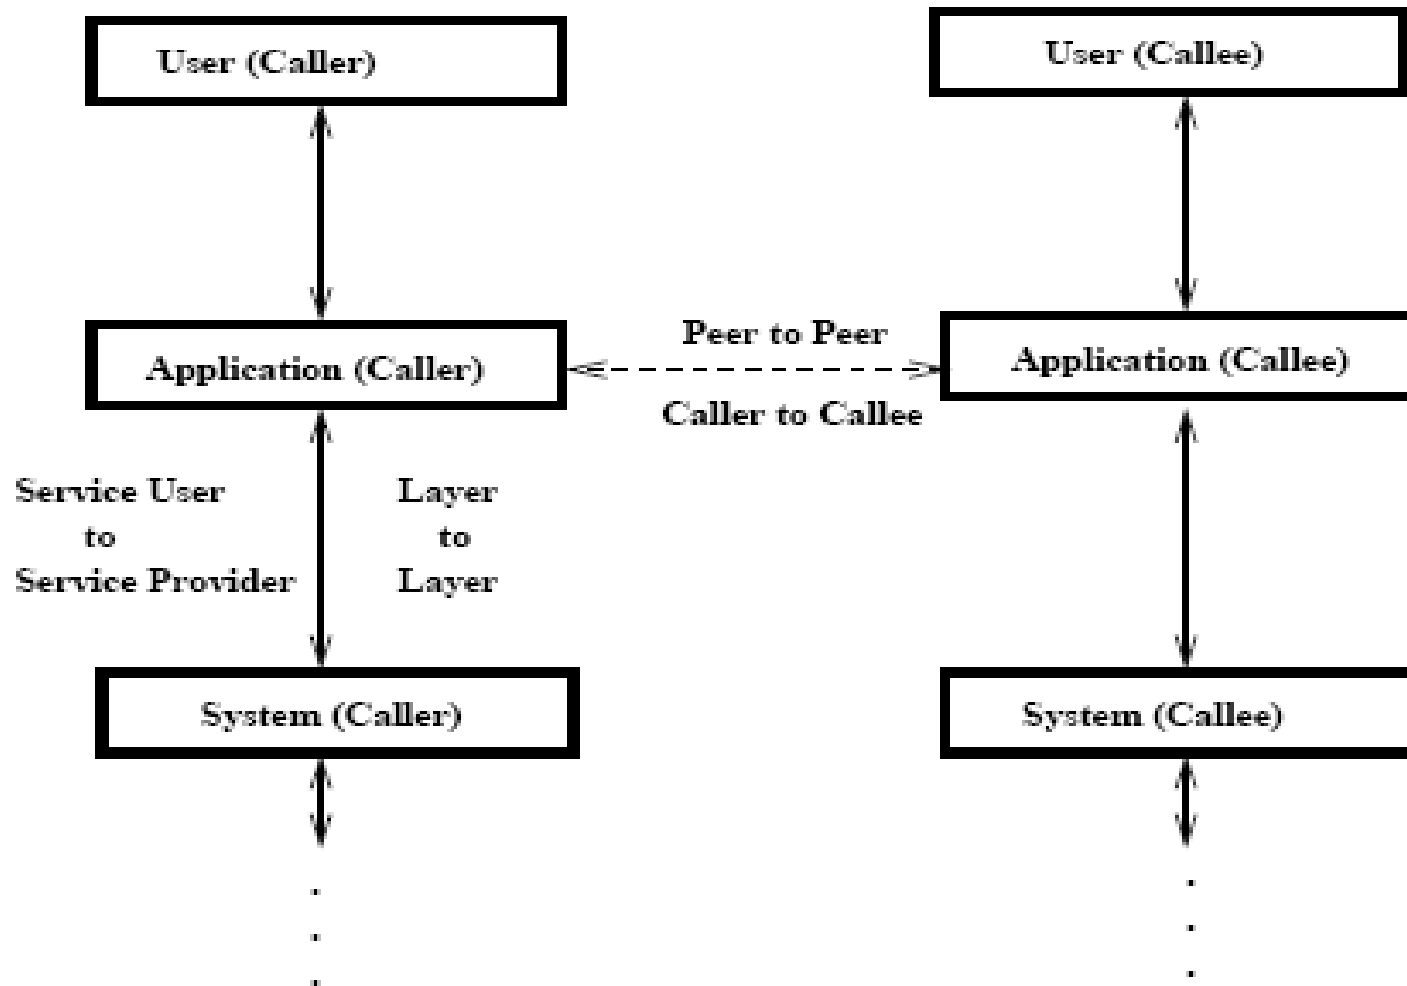 User (Caller)
User (Callee)
Peer to Peer
Application (Caller)
Application (Callee)
Caller to Callee
Service User
to
Service Provider
Layer
to
Layer
System (Caller)
System (Callee)